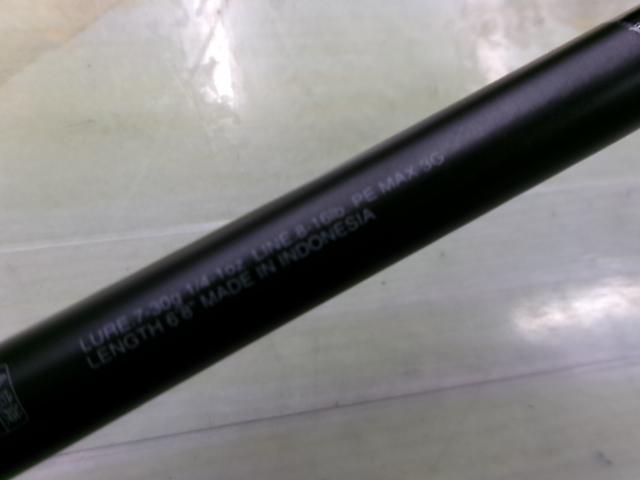 LURE:7-30g 1/4-1oz LINE 8-16lb PE MAX 3G
LENGTH 6'8" MADE IN INDONESIA